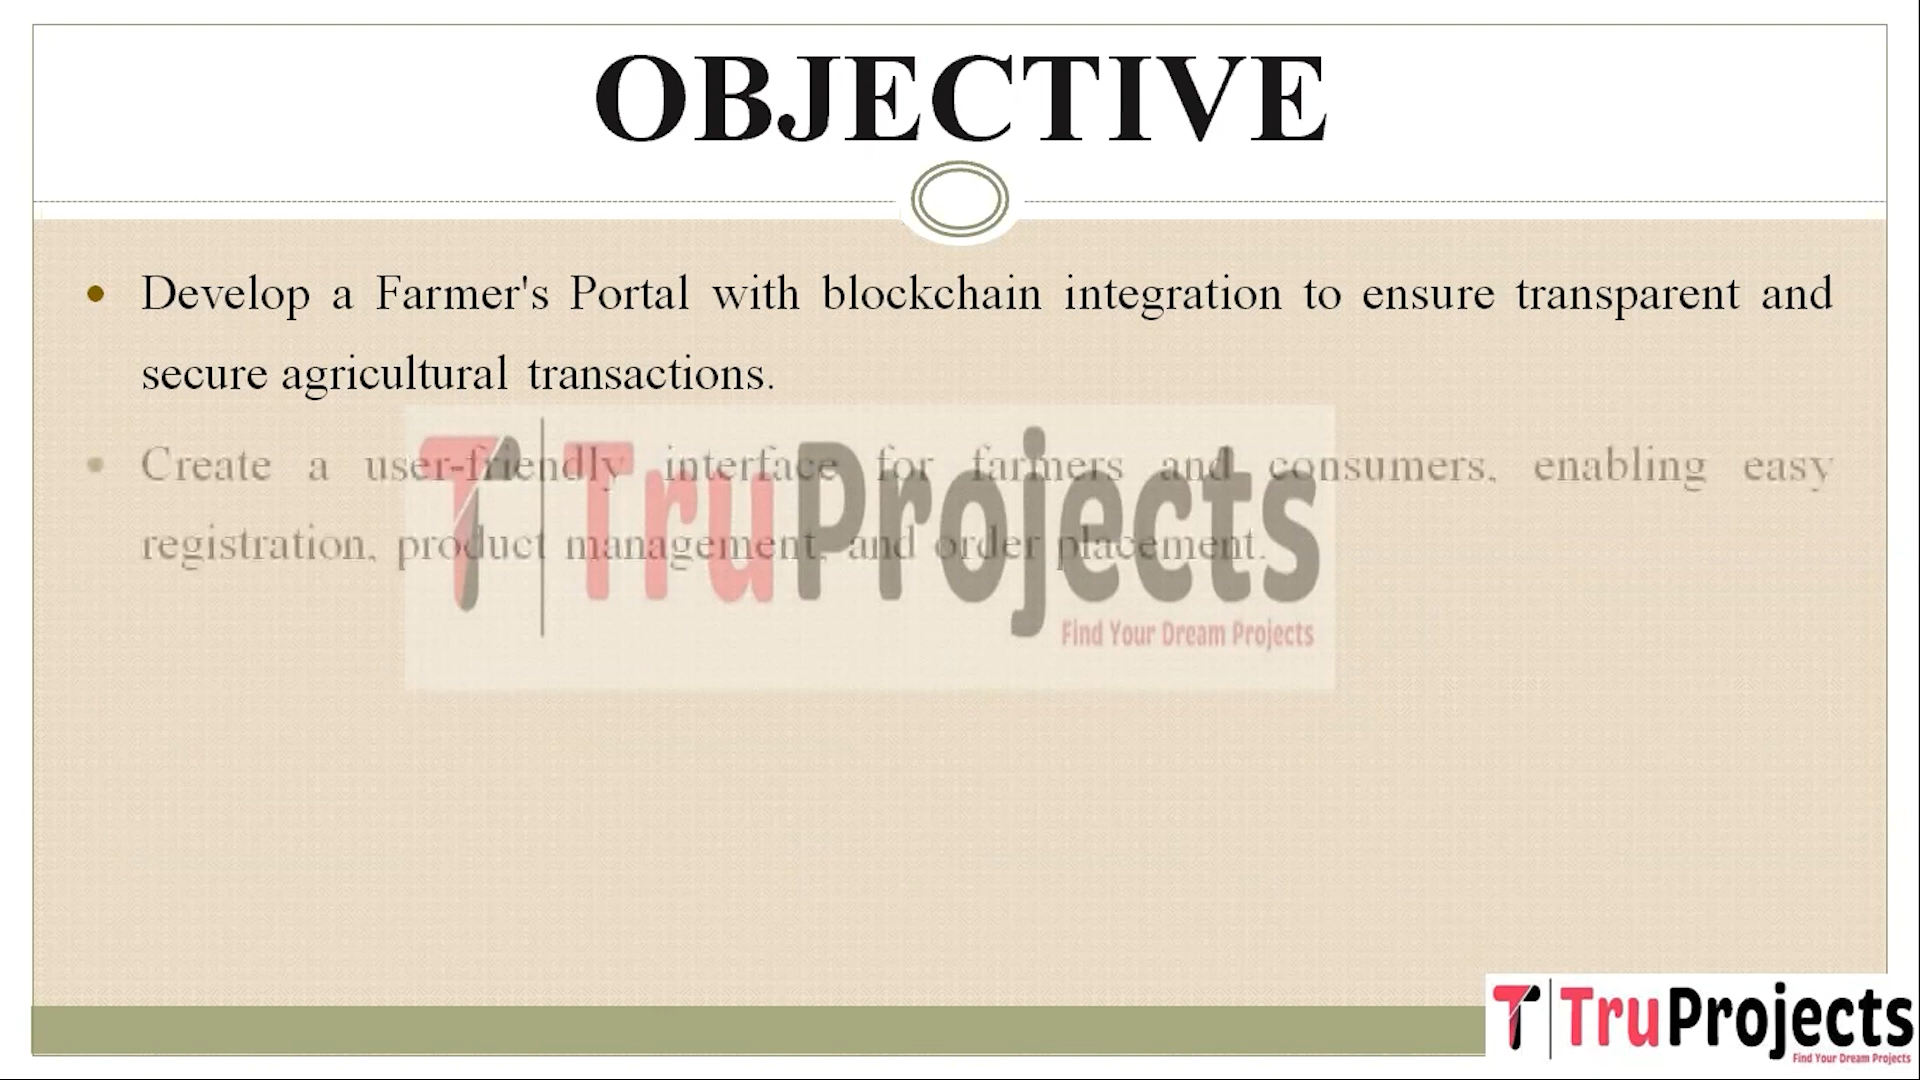 OBJECTIVE
• Develop a Farmer's Portal with blockchain integration to ensure transparent and
secure agricultural transactions.
• Create a user-friendly interface for farmers and consumers, enabling easy
registration, product management, and order placement.
TruProjects
Find Your Dream Projects
TruProjects
Find Your Dream Projects